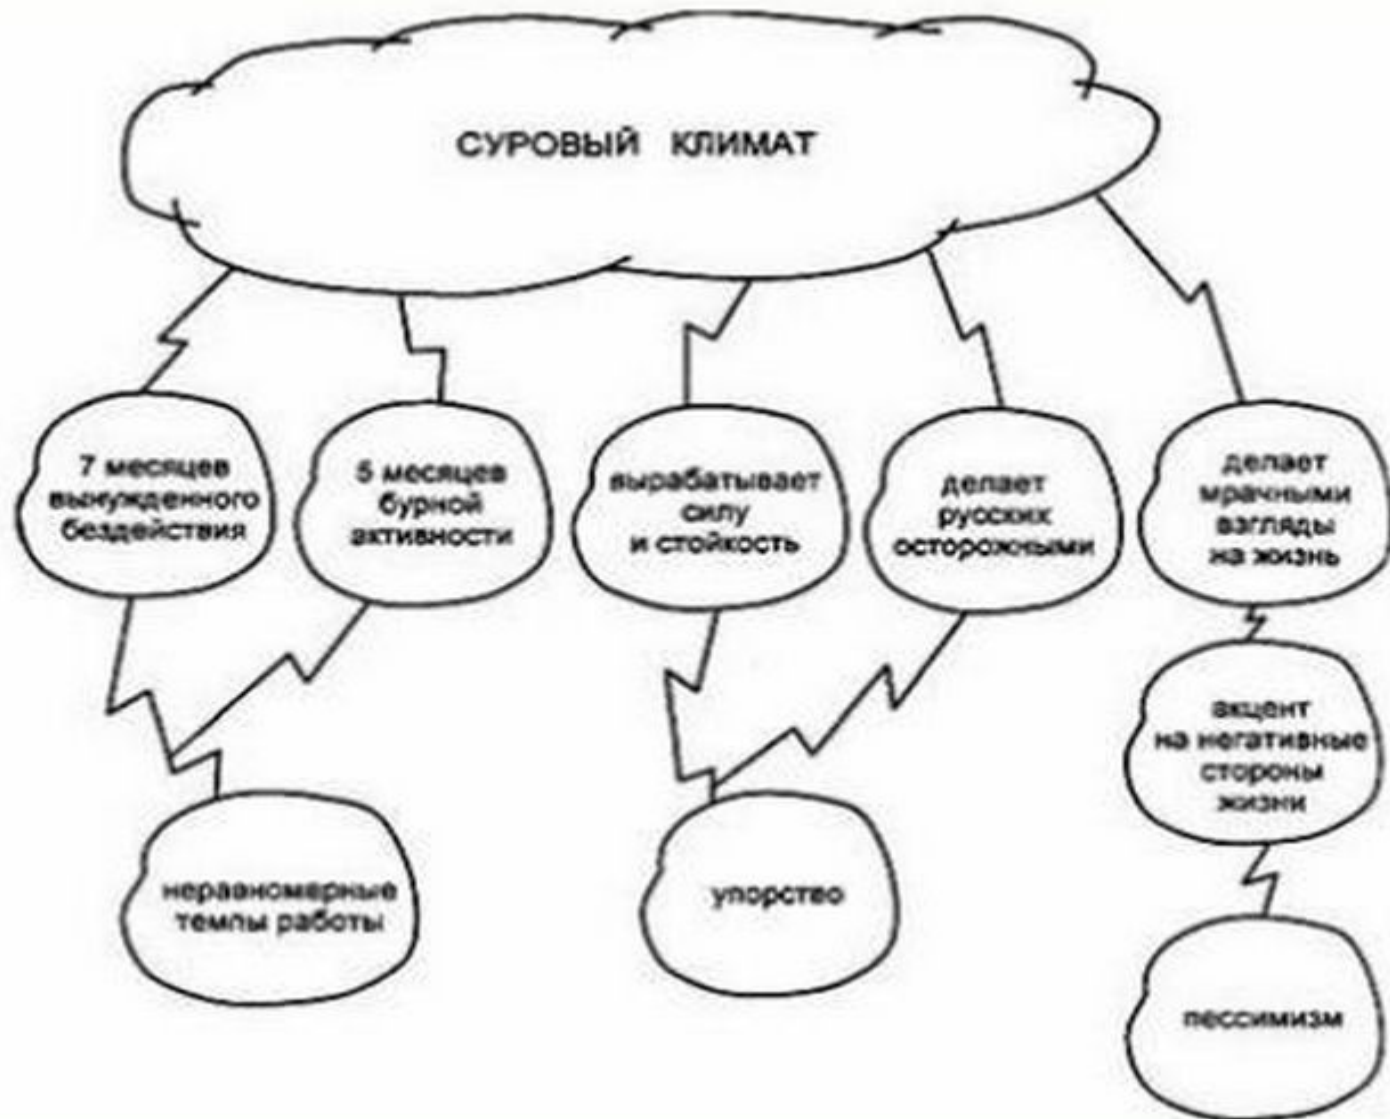 СУРОВЫЙ КЛИМАТ
7 месяцев
вынужденного
бездействия
5 месяцев
бурной
активности
вырабатывает
силу
и стойкость
делает
русских
осторожными
делает
мрачными
взгляды
на жизнь
акцент
на негативные
стороны
жизни
неравномерные
темпы работы
упорство
пессимизм